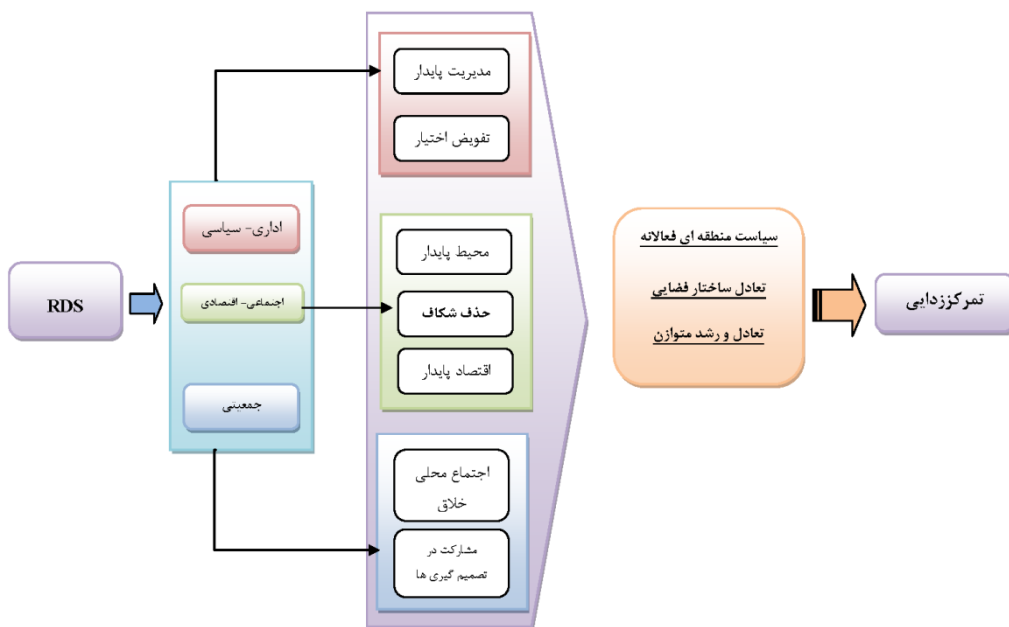 RDS
اداری- سیاسی
اجتماعی- اقتصادی
جمعیتی
مدیریت پایدار
تفویض اختیار
محیط پایدار
حذف شکاف
اقتصاد پایدار
اجتماع محلی
خلاق
مشارکت در
تصمیم گیری ها
سیاست منطقه ای فعالانه
تعادل ساختار فضایی
تعادل و رشد متوازن
تمرکززدایی